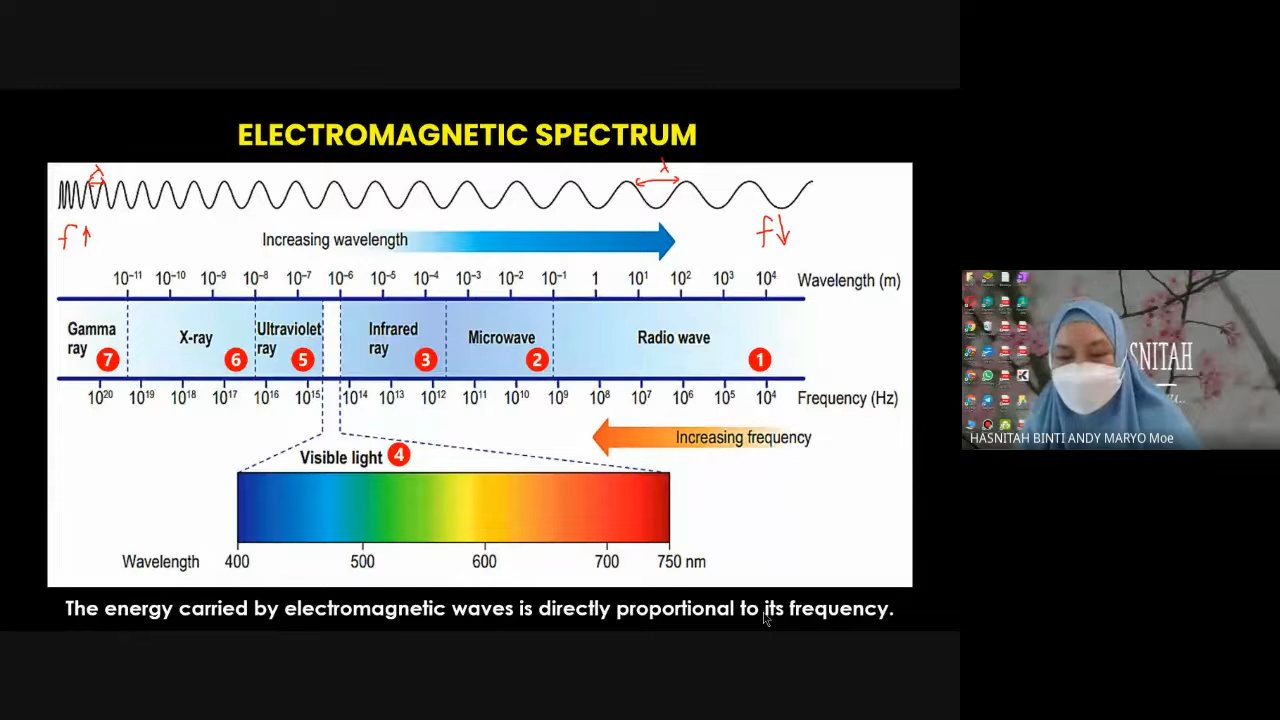 ELECTROMAGNETIC SPECTRUM
λ
λ
f↑
f↓
Increasing wavelength
10⁻¹¹ 10⁻¹⁰ 10⁻⁹ 10⁻⁸ 10⁻⁷ 10⁻⁶ 10⁻⁵ 10⁻⁴ 10⁻³ 10⁻² 10⁻¹ 1 10¹ 10² 10³ 10⁴ Wavelength (m)
Gamma ray 7
X-ray 6
Ultraviolet ray 5
Infrared ray 3
Microwave 2
Radio wave 1
10²⁰ 10¹⁹ 10¹⁸ 10¹⁷ 10¹⁶ 10¹⁵ 10¹⁴ 10¹³ 10¹² 10¹¹ 10¹⁰ 10⁹ 10⁸ 10⁷ 10⁶ 10⁵ 10⁴ Frequency (Hz)
Increasing frequency
Visible light 4
Wavelength 400 500 600 700 750 nm
The energy carried by electromagnetic waves is directly proportional to its frequency.
SNITAH
HASNITAH BINTI ANDY MARYO Moe